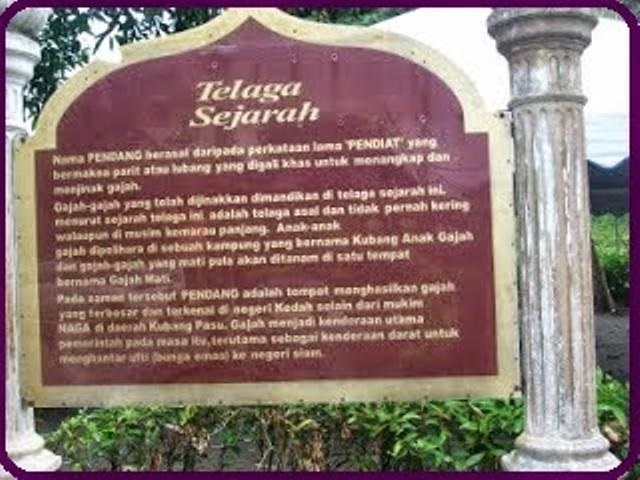 Telaga
Sejarah
Nama PENDANG berasal daripada perkataan lama 'PENDIAT' yang
bermaksa parit atau lubang yang digali khas untuk menangkap dan
menjinak gajah.
Gajah-gajah yang telah dijinakkan dimandikan di telaga sejarah ini,
menurut sejarah telaga ini adalah telaga asal dan tidak pernah kering
walaupun di musim kemarau panjang. Anak-anak
gajah dipelihara di sebuah kampung yang bernama Kubang Anak Gajah
dan gajah-gajah yang mati pula akan ditanam di satu tempat
bernama Gajah Mati.
Pada zaman tersebut PENDANG adalah tempat menghasilkan gajah
yang terbesar dan terkenal di negeri Kedah selain dari mukim
NAGA di daerah Kubang Pasu. Gajah menjadi kenderaan utama
pemerintah pada masa itu, terutama sebagai kenderaan darat untuk
menghantar ufti (bunga emas) ke negeri siam.